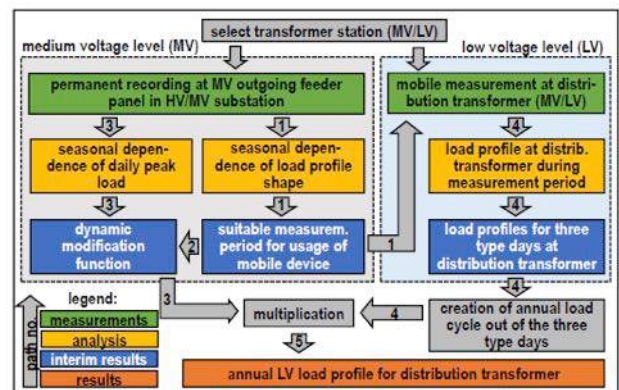 select transformer station (MV/LV)
medium voltage level (MV)
low voltage level (LV)
permanent recording at MV outgoing feeder
panel in HV/MV substation
mobile measurement at distri-
bution transformer (MV/LV)
3
1
4
seasonal depen-
dence of daily peak
load
seasonal depen-
dence of load profile
shape
load profile at distrib.
transformer during
measurement period
3
1
4
dynamic
modification
function
2
suitable measurem.
period for usage of
mobile device
1
load profiles for three
type days at
distribution transformer
4
path no.
legend:
measurements
analysis
interim results
results
3
multiplication
4
creation of annual load
cycle out of the three
type days
5
annual LV load profile for distribution transformer